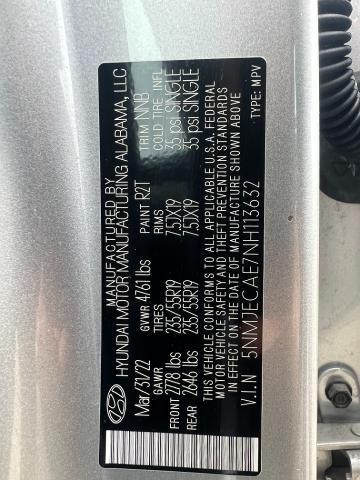 MANUFACTURED BY
HYUNDAI MOTOR MANUFACTURING ALABAMA, LLC
Mar/31/22 GVWR 4761 lbs PAINT R2T TRIM NNB
GAWR TIRES RIMS COLD TIRE INFL
FRONT 2778 lbs 235/55R19 7.5JX19 35 psi SINGLE
REAR 2646 lbs 235/55R19 7.5JX19 35 psi SINGLE
THIS VEHICLE CONFORMS TO ALL APPLICABLE U.S.A. FEDERAL
MOTOR VEHICLE SAFETY AND THEFT PREVENTION STANDARDS
IN EFFECT ON THE DATE OF MANUFACTURE SHOWN ABOVE
V.I.N 5NMJECAE7NH113632 TYPE: MPV